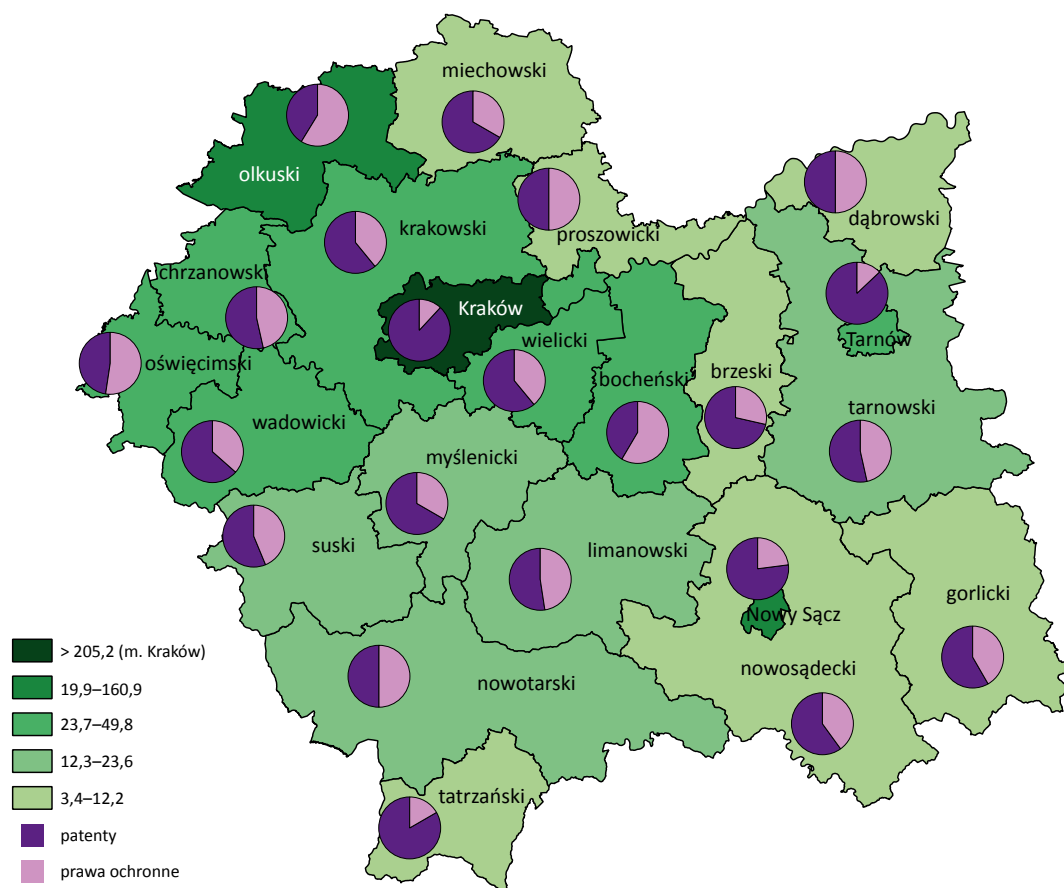 miechowski
olkuski
dąbrowski
krakowski
proszowicki
chrzanowski
Kraków
Tarnów
oświęcimski
wielicki
bocheński
brzeski
wadowicki
tarnowski
myślenicki
suski
limanowski
gorlicki
Nowy Sącz
nowosądecki
nowotarski
tatrzański
> 205,2 (m. Kraków)
19,9–160,9
23,7–49,8
12,3–23,6
3,4–12,2
patenty
prawa ochronne